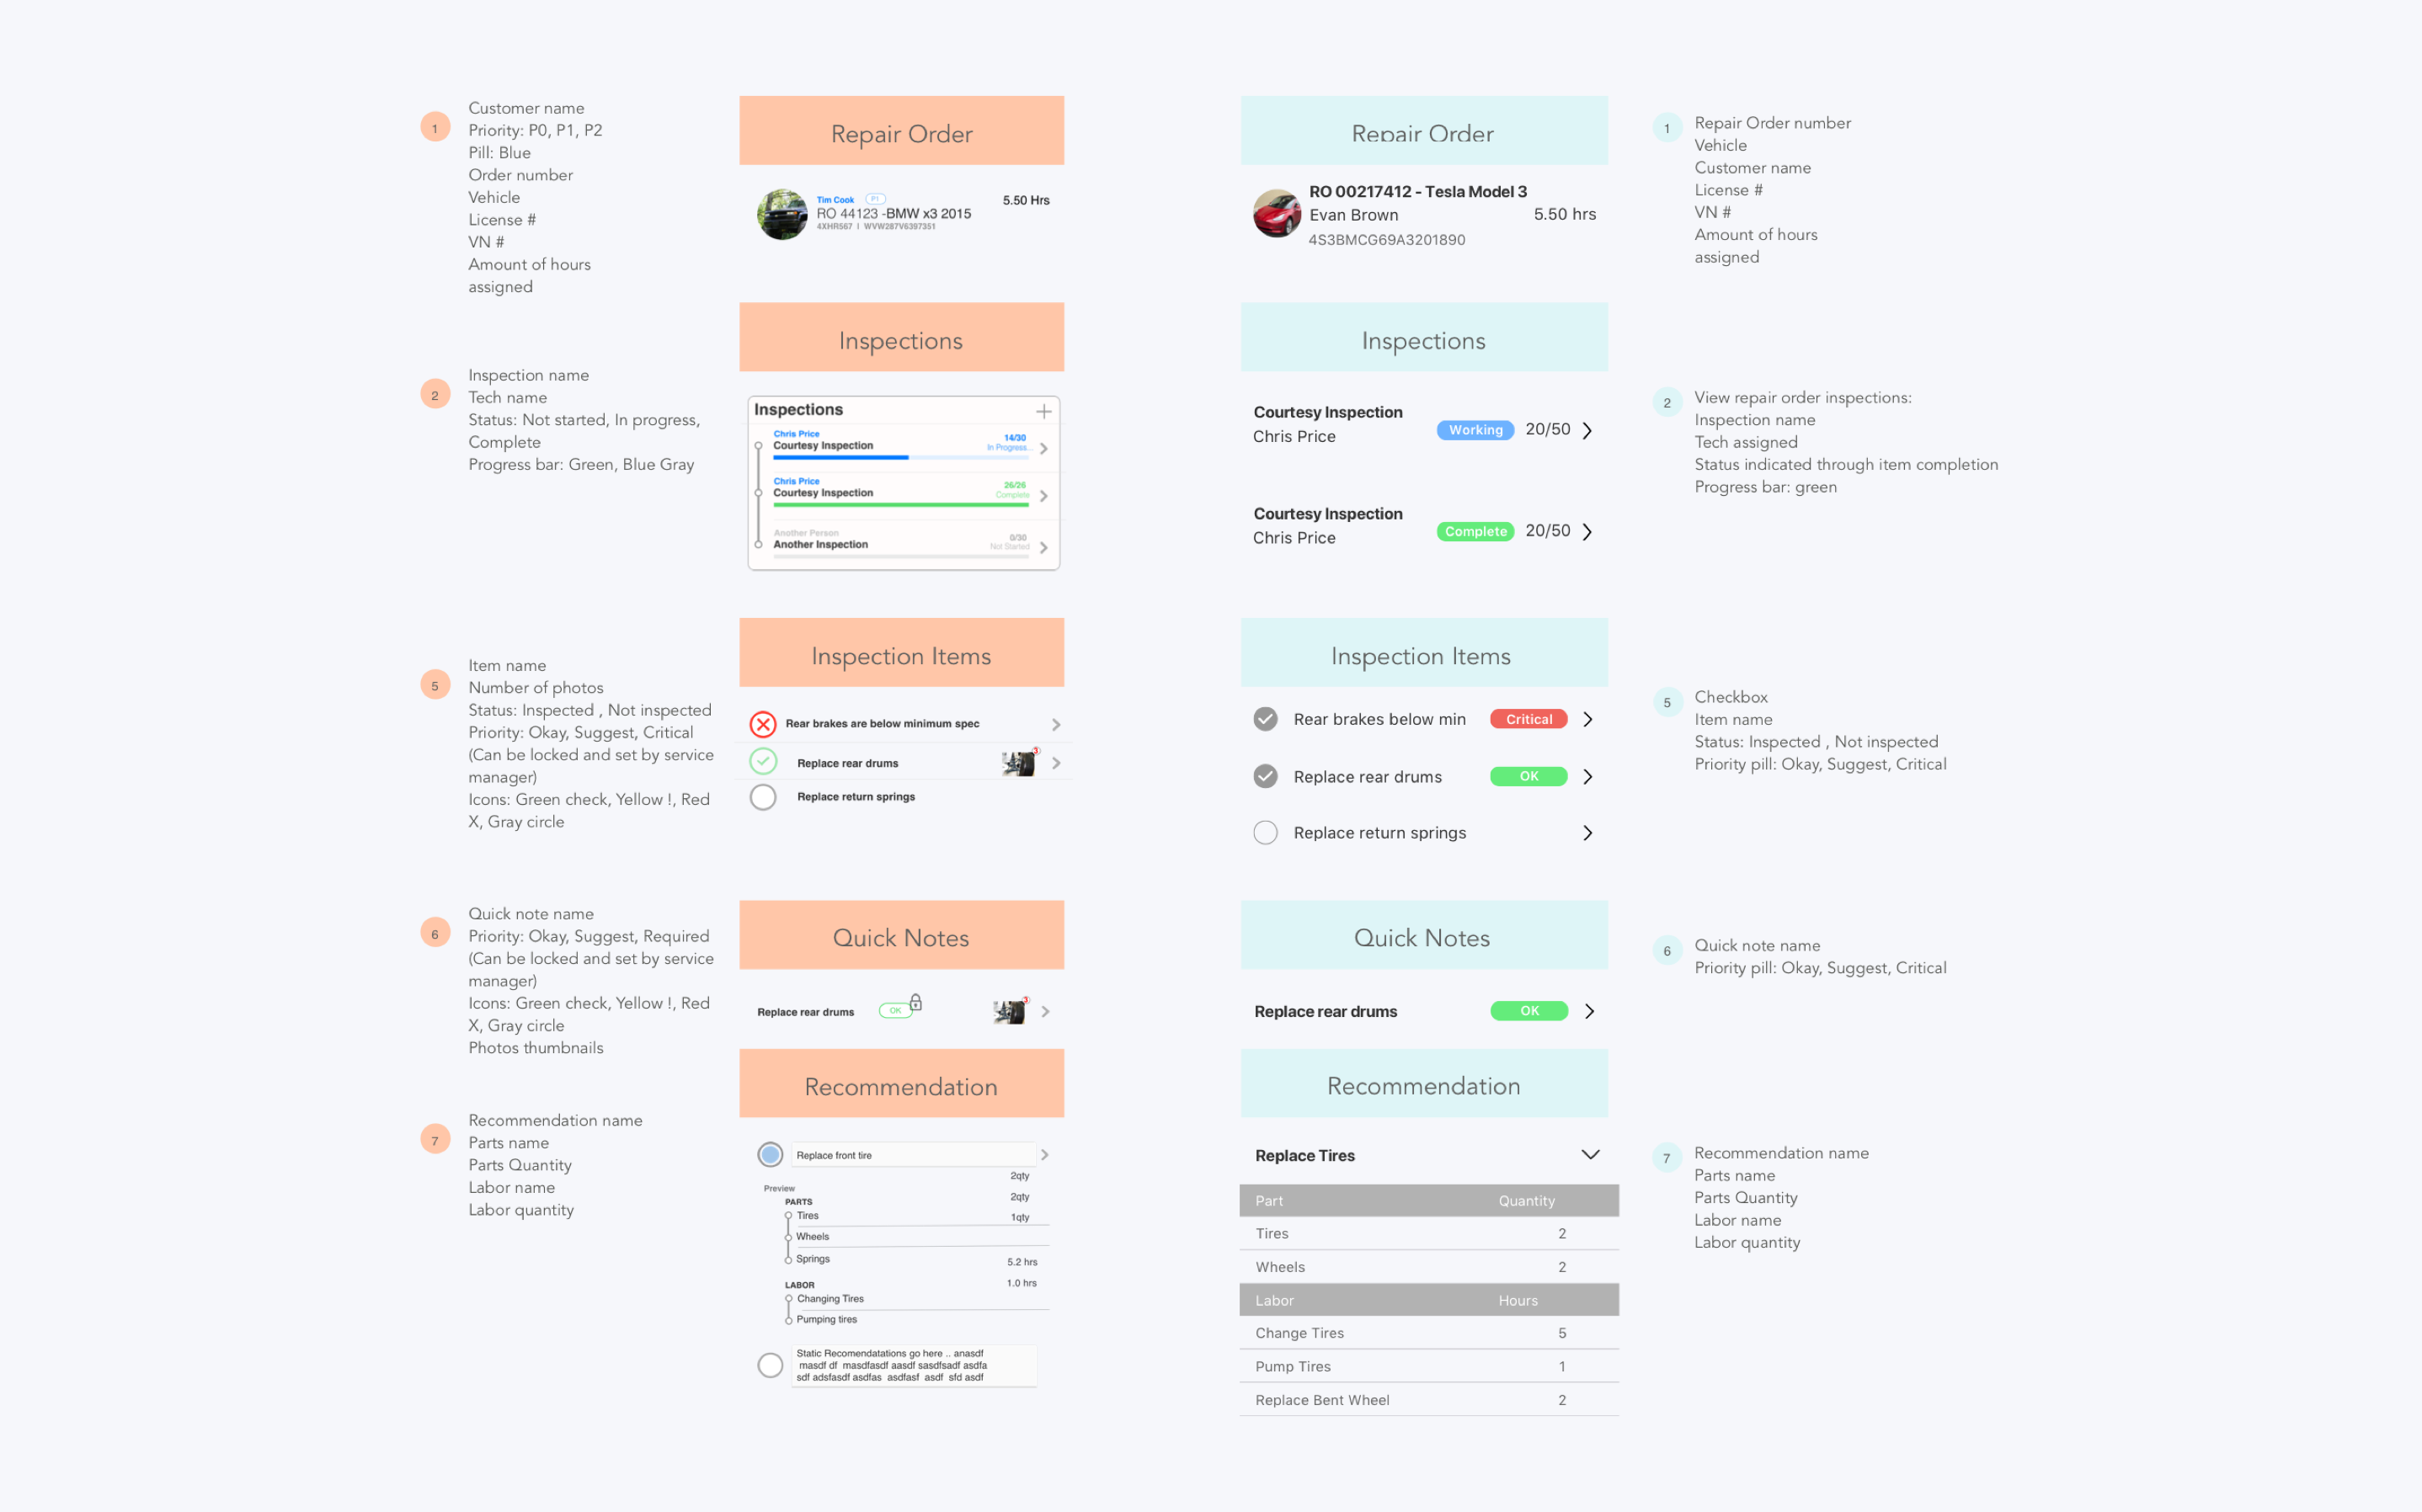 1
Customer name
Priority: P0, P1, P2
Pill: Blue
Order number
Vehicle
License #
VN #
Amount of hours
assigned
Repair Order
Tim Cook P1
RO 44123 -BMW x3 2015
4XHR567 I WVW287V6397351
5.50 Hrs
Repair Order
RO 00217412 - Tesla Model 3
Evan Brown
5.50 hrs
4S3BMCG69A3201890
1
Repair Order number
Vehicle
Customer name
License #
VN #
Amount of hours
assigned
2
Inspection name
Tech name
Status: Not started, In progress,
Complete
Progress bar: Green, Blue Gray
Inspections
Inspections
Chris Price
Courtesy Inspection
14/30
In Progress...
Chris Price
Courtesy Inspection
26/26
Complete
Another Person
Another Inspection
0/30
Not Started
Inspections
Courtesy Inspection
Chris Price
Working 20/50
Courtesy Inspection
Chris Price
Complete 20/50
2
View repair order inspections:
Inspection name
Tech assigned
Status indicated through item completion
Progress bar: green
5
Item name
Number of photos
Status: Inspected , Not inspected
Priority: Okay, Suggest, Critical
(Can be locked and set by service
manager)
Icons: Green check, Yellow !, Red
X, Gray circle
Inspection Items
Rear brakes are below minimum spec
Replace rear drums
3
Replace return springs
Inspection Items
Rear brakes below min Critical
Replace rear drums OK
Replace return springs
5
Checkbox
Item name
Status: Inspected , Not inspected
Priority pill: Okay, Suggest, Critical
6
Quick note name
Priority: Okay, Suggest, Required
(Can be locked and set by service
manager)
Icons: Green check, Yellow !, Red
X, Gray circle
Photos thumbnails
Quick Notes
Replace rear drums OK
3
Quick Notes
Replace rear drums OK
6
Quick note name
Priority pill: Okay, Suggest, Critical
7
Recommendation name
Parts name
Parts Quantity
Labor name
Labor quantity
Recommendation
Replace front tire
2qty
Preview
PARTS
2qty
Tires
1qty
Wheels
Springs
5.2 hrs
LABOR
1.0 hrs
Changing Tires
Pumping tires
Static Recomendatations go here .. anasdf
masdf df masdfasdf aasdf sasdfsadf asdfa
sdf adsfasdf asdfas asdfasf asdf sfd asdf
Recommendation
Replace Tires
Part Quantity
Tires 2
Wheels 2
Labor Hours
Change Tires 5
Pump Tires 1
Replace Bent Wheel 2
7
Recommendation name
Parts name
Parts Quantity
Labor name
Labor quantity